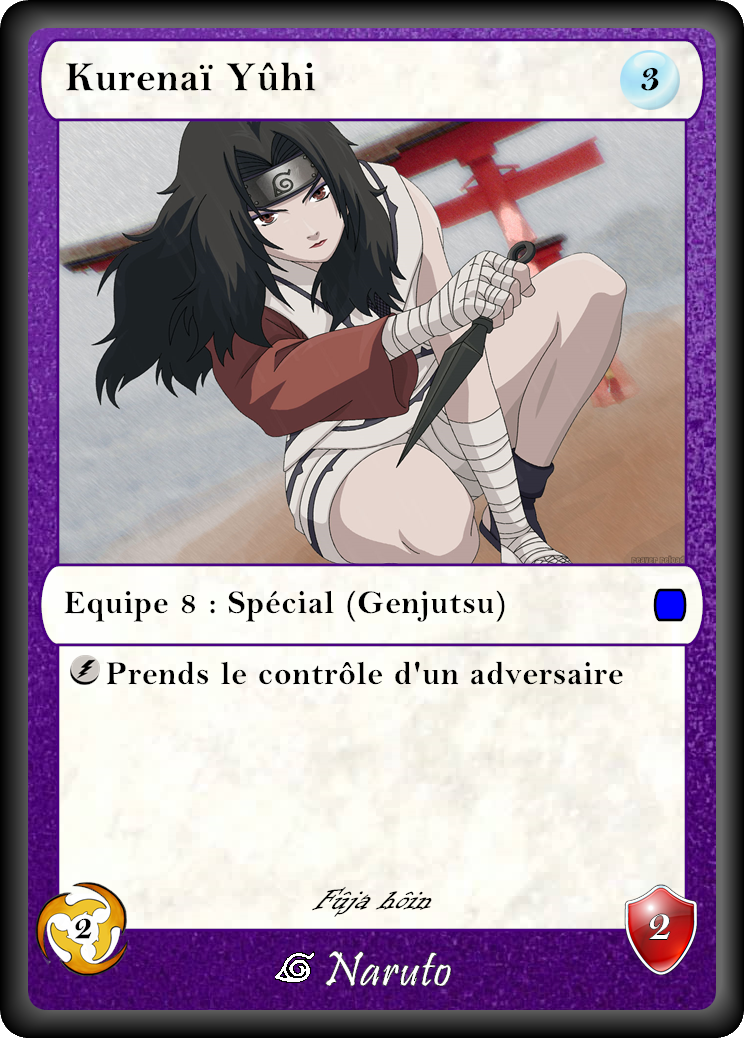 Kurenaï Yûhi
3
Equipe 8 : Spécial (Genjutsu)
Prends le contrôle d'un adversaire
Fûja hôin
2
2
Naruto